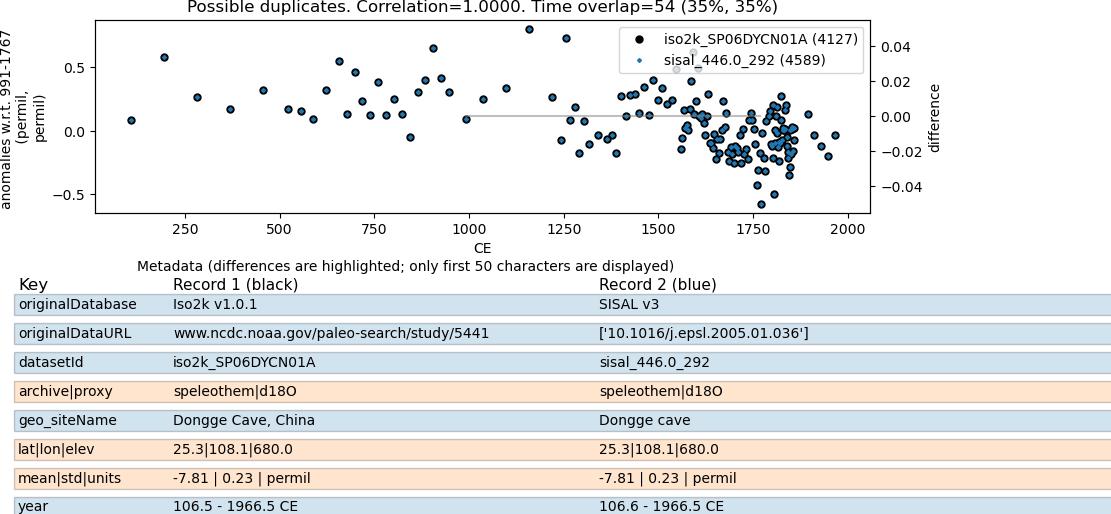 Possible duplicates. Correlation=1.0000. Time overlap=54 (35%, 35%)
anomalies w.r.t. 991-1767
(permil,
permil)
0.5
0.0
−0.5
iso2k_SP06DYCN01A (4127)
sisal_446.0_292 (4589)
0.04
0.02
0.00
−0.02
−0.04
difference
250 500 750 1000 1250 1500 1750 2000
CE
Metadata (differences are highlighted; only first 50 characters are displayed)
Key Record 1 (black) Record 2 (blue)
originalDatabase Iso2k v1.0.1 SISAL v3
originalDataURL www.ncdc.noaa.gov/paleo-search/study/5441 ['10.1016/j.epsl.2005.01.036']
datasetId iso2k_SP06DYCN01A sisal_446.0_292
archive|proxy speleothem|d18O speleothem|d18O
geo_siteName Dongge Cave, China Dongge cave
lat|lon|elev 25.3|108.1|680.0 25.3|108.1|680.0
mean|std|units -7.81 | 0.23 | permil -7.81 | 0.23 | permil
year 106.5 - 1966.5 CE 106.6 - 1966.6 CE